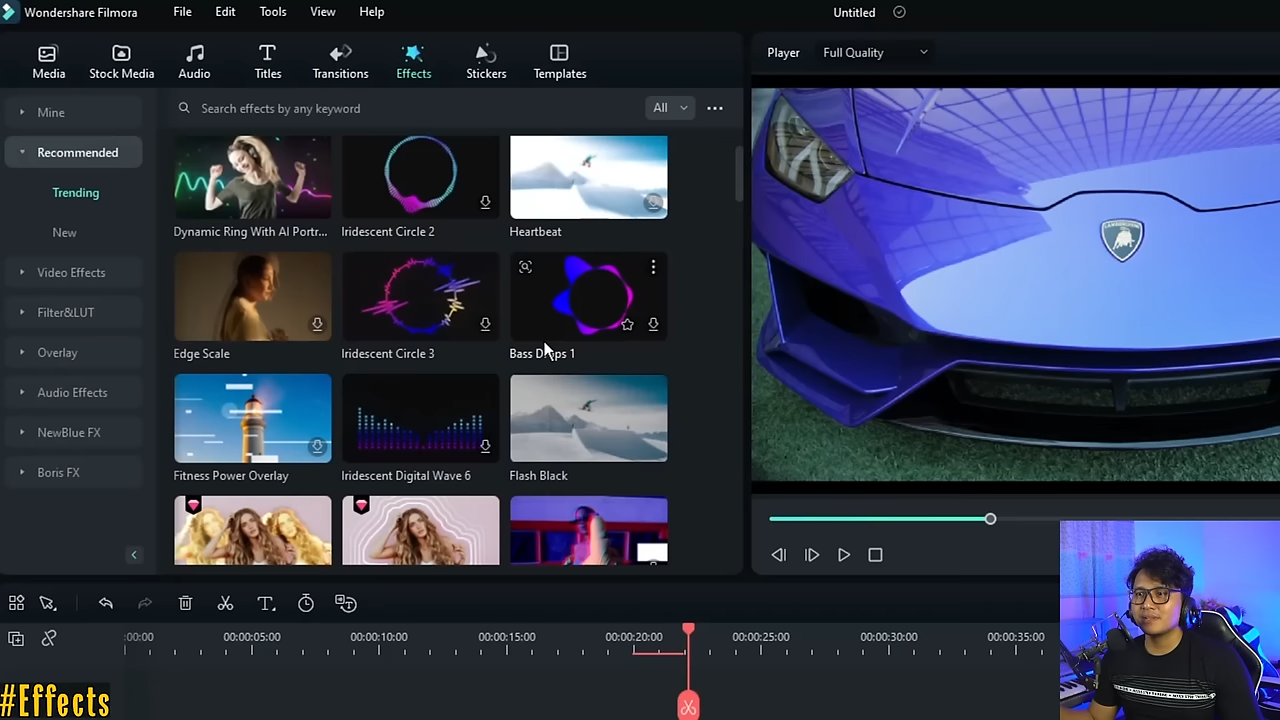 Wondershare Filmora
File
Edit
Tools
View
Help
Untitled
Media
Stock Media
Audio
Titles
Transitions
Effects
Stickers
Templates
Player
Full Quality
Mine
Search effects by any keyword
All
Recommended
Trending
New
Video Effects
Filter&LUT
Overlay
Audio Effects
NewBlue FX
Boris FX
Dynamic Ring With AI Portr...
Iridescent Circle 2
Heartbeat
Edge Scale
Iridescent Circle 3
Bass Drops 1
Fitness Power Overlay
Iridescent Digital Wave 6
Flash Black
:00:00
00:00:05:00
00:00:10:00
00:00:15:00
00:00:20:00
00:00:25:00
00:00:30:00
00:00:35:00
#Effects